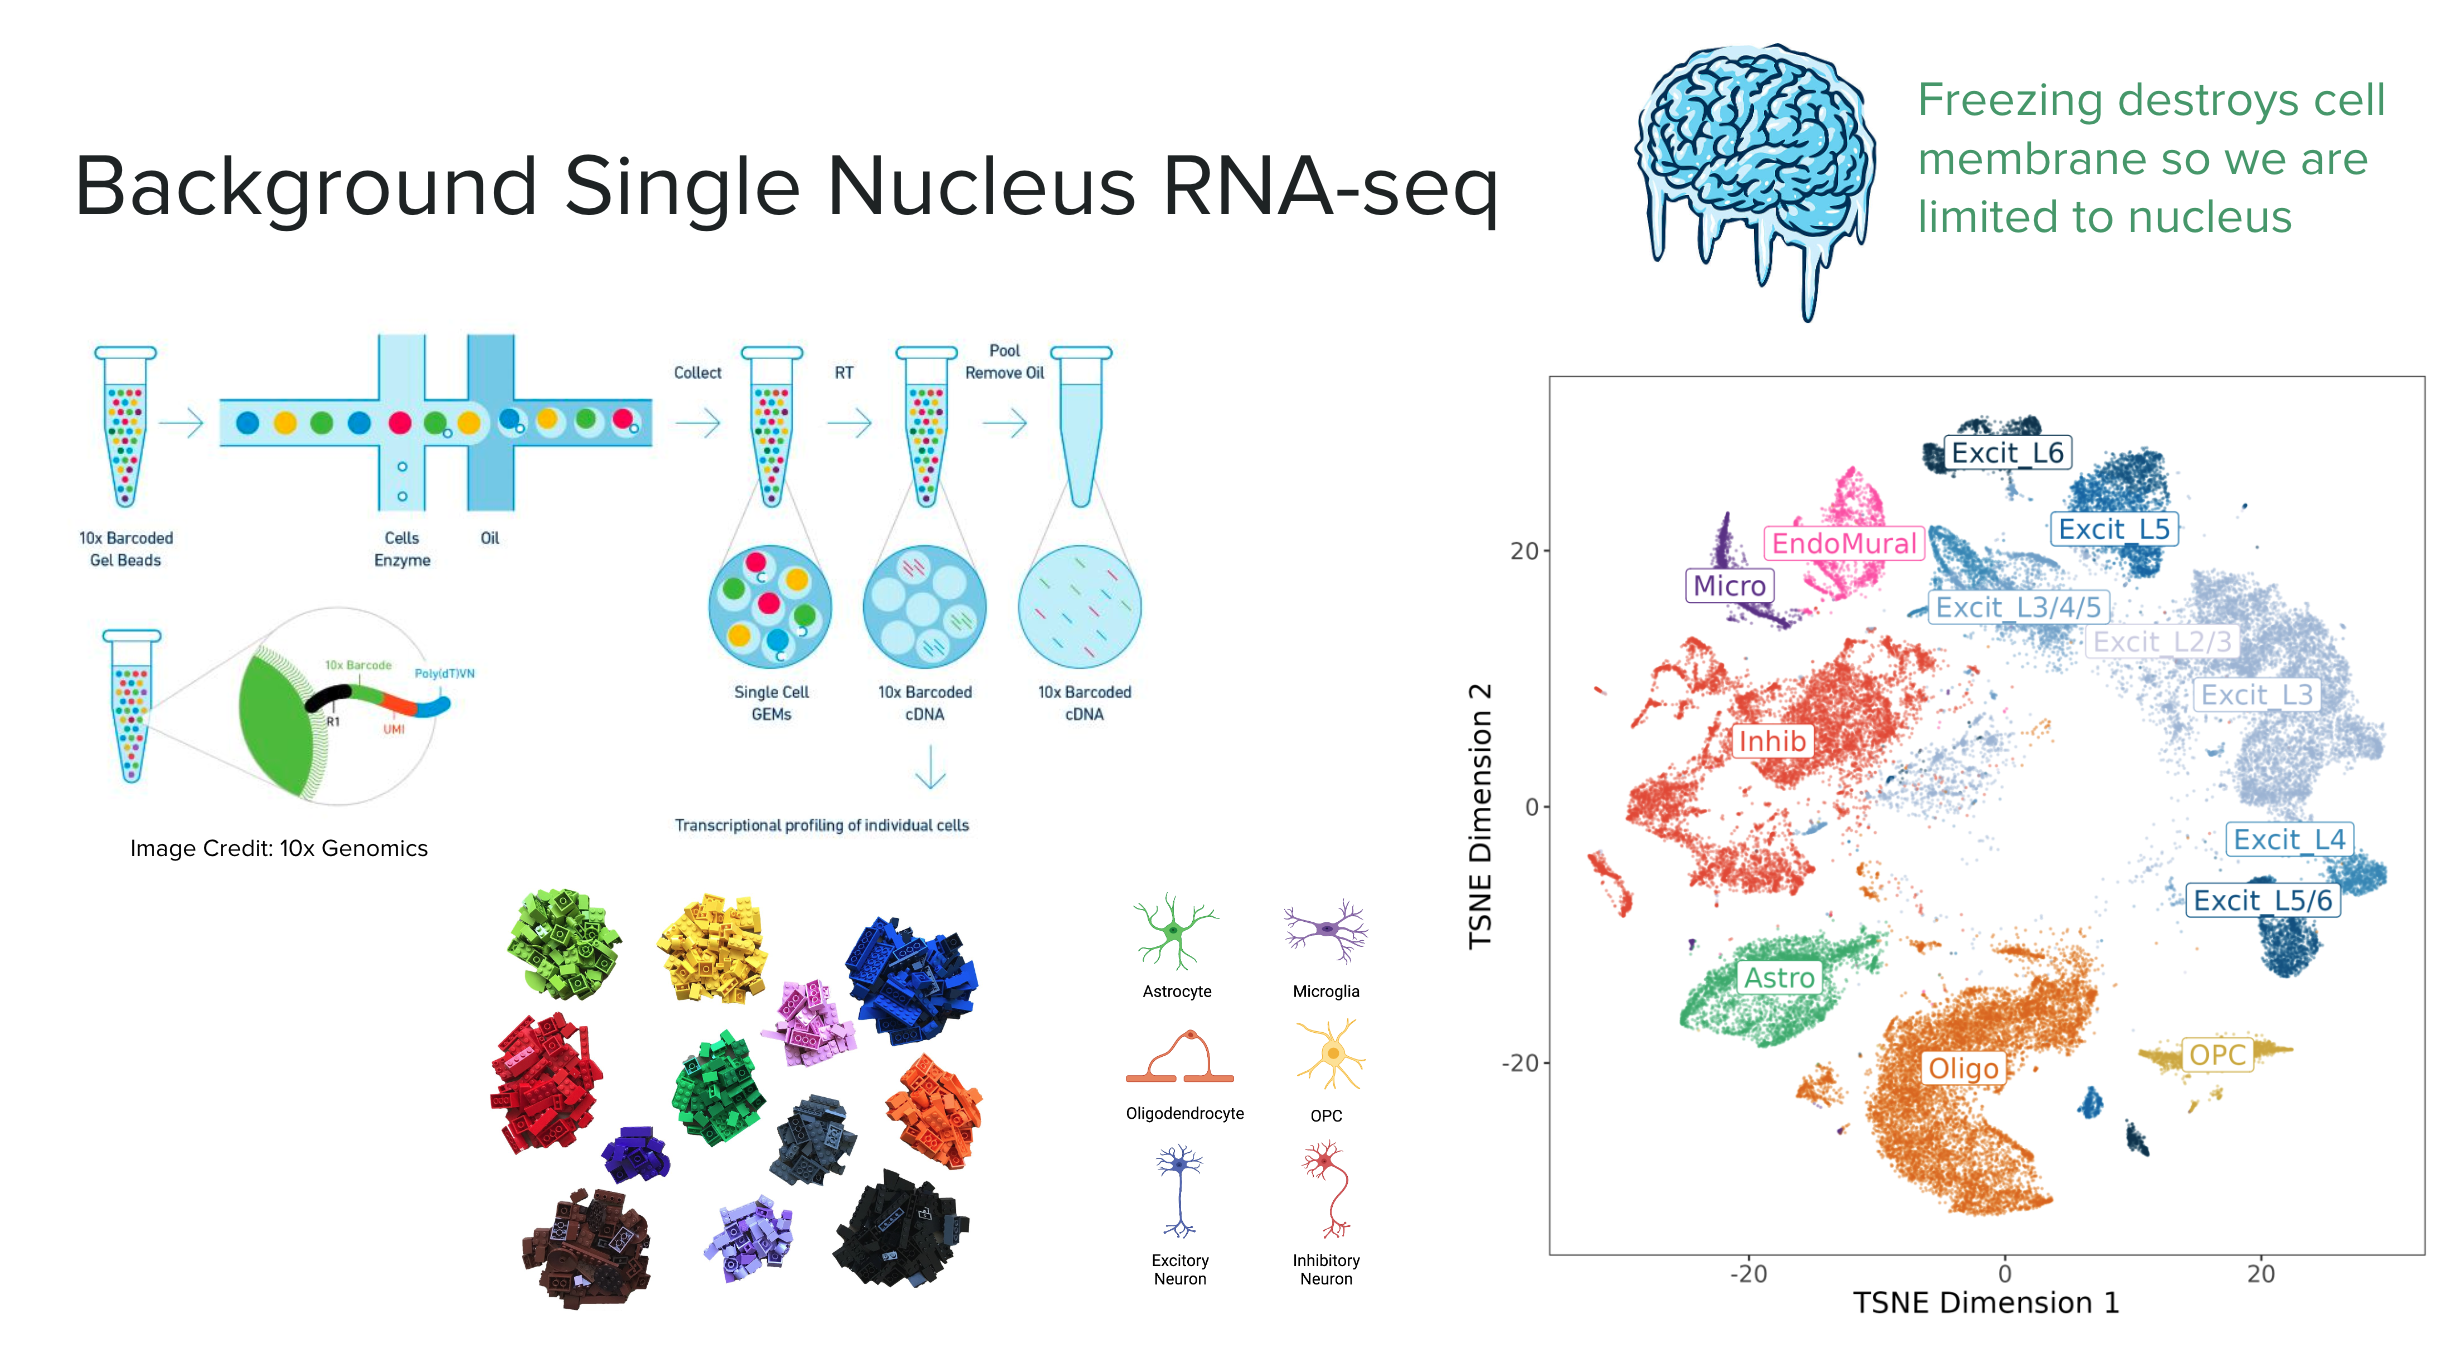 Freezing destroys cell
membrane so we are
limited to nucleus
Background Single Nucleus RNA-seq
Collect
RT
Pool
Remove Oil
10x Barcoded
Gel Beads
Cells
Enzyme
Oil
10x Barcode
Poly(dT)VN
R1
UMI
Single Cell
GEMs
10x Barcoded
cDNA
10x Barcoded
cDNA
Transcriptional profiling of individual cells
Image Credit: 10x Genomics
Astrocyte
Microglia
Oligodendrocyte
OPC
Excitory
Neuron
Inhibitory
Neuron
TSNE Dimension 2
20
0
-20
Excit_L6
Excit_L5
EndoMural
Micro
Excit_L3/4/5
Excit_L2/3
Excit_L3
Inhib
Excit_L4
Excit_L5/6
Astro
OPC
Oligo
-20
0
20
TSNE Dimension 1